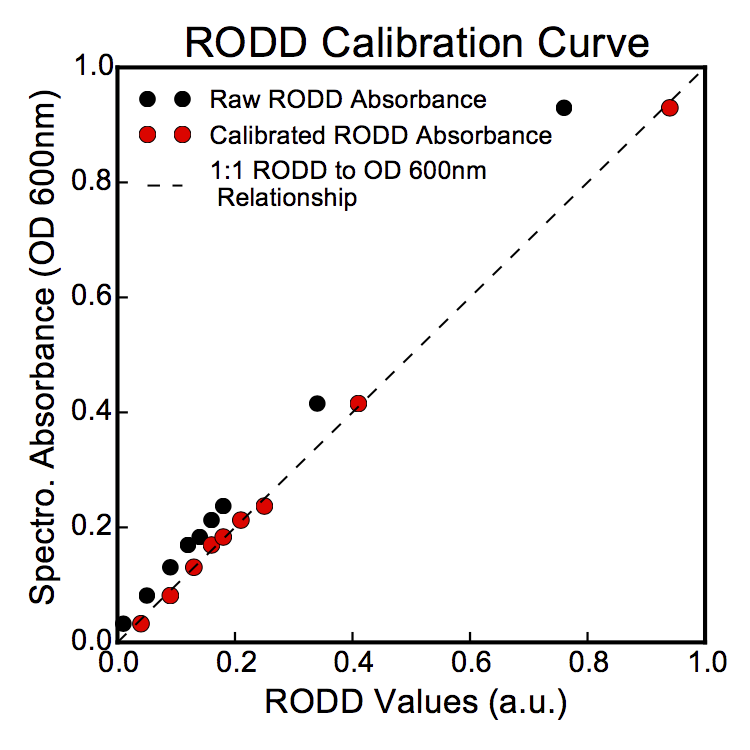 RODD Calibration Curve
Raw RODD Absorbance
Calibrated RODD Absorbance
1:1 RODD to OD 600nm
Relationship
Spectro. Absorbance (OD 600nm)
1.0
0.8
0.6
0.4
0.2
0.0
0.0 0.2 0.4 0.6 0.8 1.0
RODD Values (a.u.)